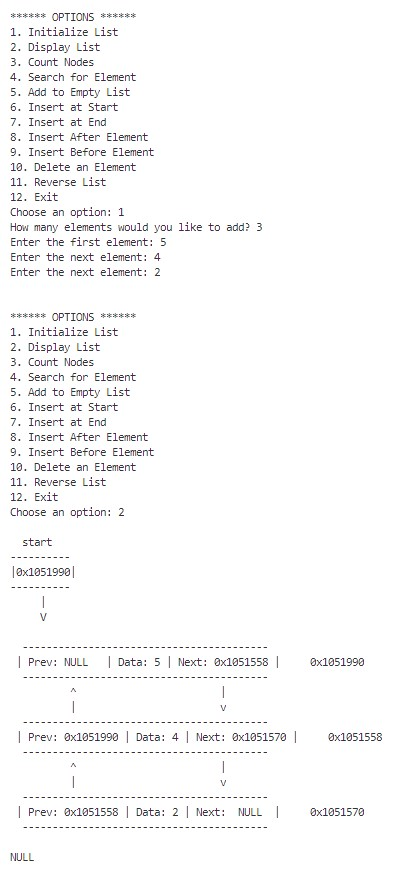 ****** OPTIONS ******
1. Initialize List
2. Display List
3. Count Nodes
4. Search for Element
5. Add to Empty List
6. Insert at Start
7. Insert at End
8. Insert After Element
9. Insert Before Element
10. Delete an Element
11. Reverse List
12. Exit
Choose an option: 1
How many elements would you like to add? 3
Enter the first element: 5
Enter the next element: 4
Enter the next element: 2
****** OPTIONS ******
1. Initialize List
2. Display List
3. Count Nodes
4. Search for Element
5. Add to Empty List
6. Insert at Start
7. Insert at End
8. Insert After Element
9. Insert Before Element
10. Delete an Element
11. Reverse List
12. Exit
Choose an option: 2
  start
----------
|0x1051990|
----------
     |
     V
  -----------------------------------------
 | Prev: NULL   | Data: 5 | Next: 0x1051558 |     0x1051990
  -----------------------------------------
          ^                        |
          |                        v
  -----------------------------------------
 | Prev: 0x1051990 | Data: 4 | Next: 0x1051570 |     0x1051558
  -----------------------------------------
          ^                        |
          |                        v
  -----------------------------------------
 | Prev: 0x1051558 | Data: 2 | Next:  NULL  |     0x1051570
  -----------------------------------------
NULL